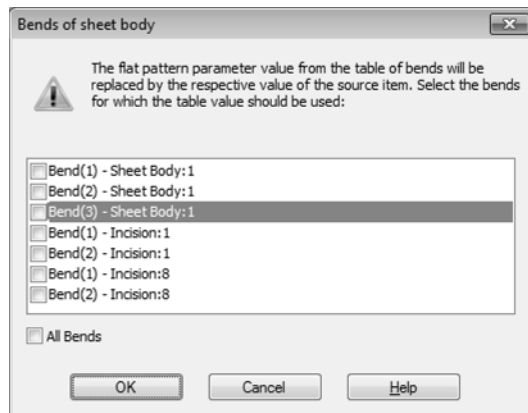 Bends of sheet body
The flat pattern parameter value from the table of bends will be
replaced by the respective value of the source item. Select the bends
for which the table value should be used:
Bend(1) - Sheet Body:1
Bend(2) - Sheet Body:1
Bend(3) - Sheet Body:1
Bend(1) - Incision:1
Bend(2) - Incision:1
Bend(1) - Incision:8
Bend(2) - Incision:8
All Bends
OK
Cancel
Help